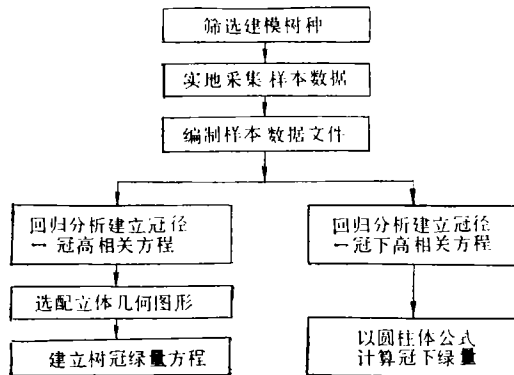 筛选建模树种
实地采集样本数据
编制样本数据文件
回归分析建立冠径
一冠高相关方程
回归分析建立冠径
一冠下高相关方程
选配立体几何图形
建立树冠绿量方程
以圆柱体公式
计算冠下绿量